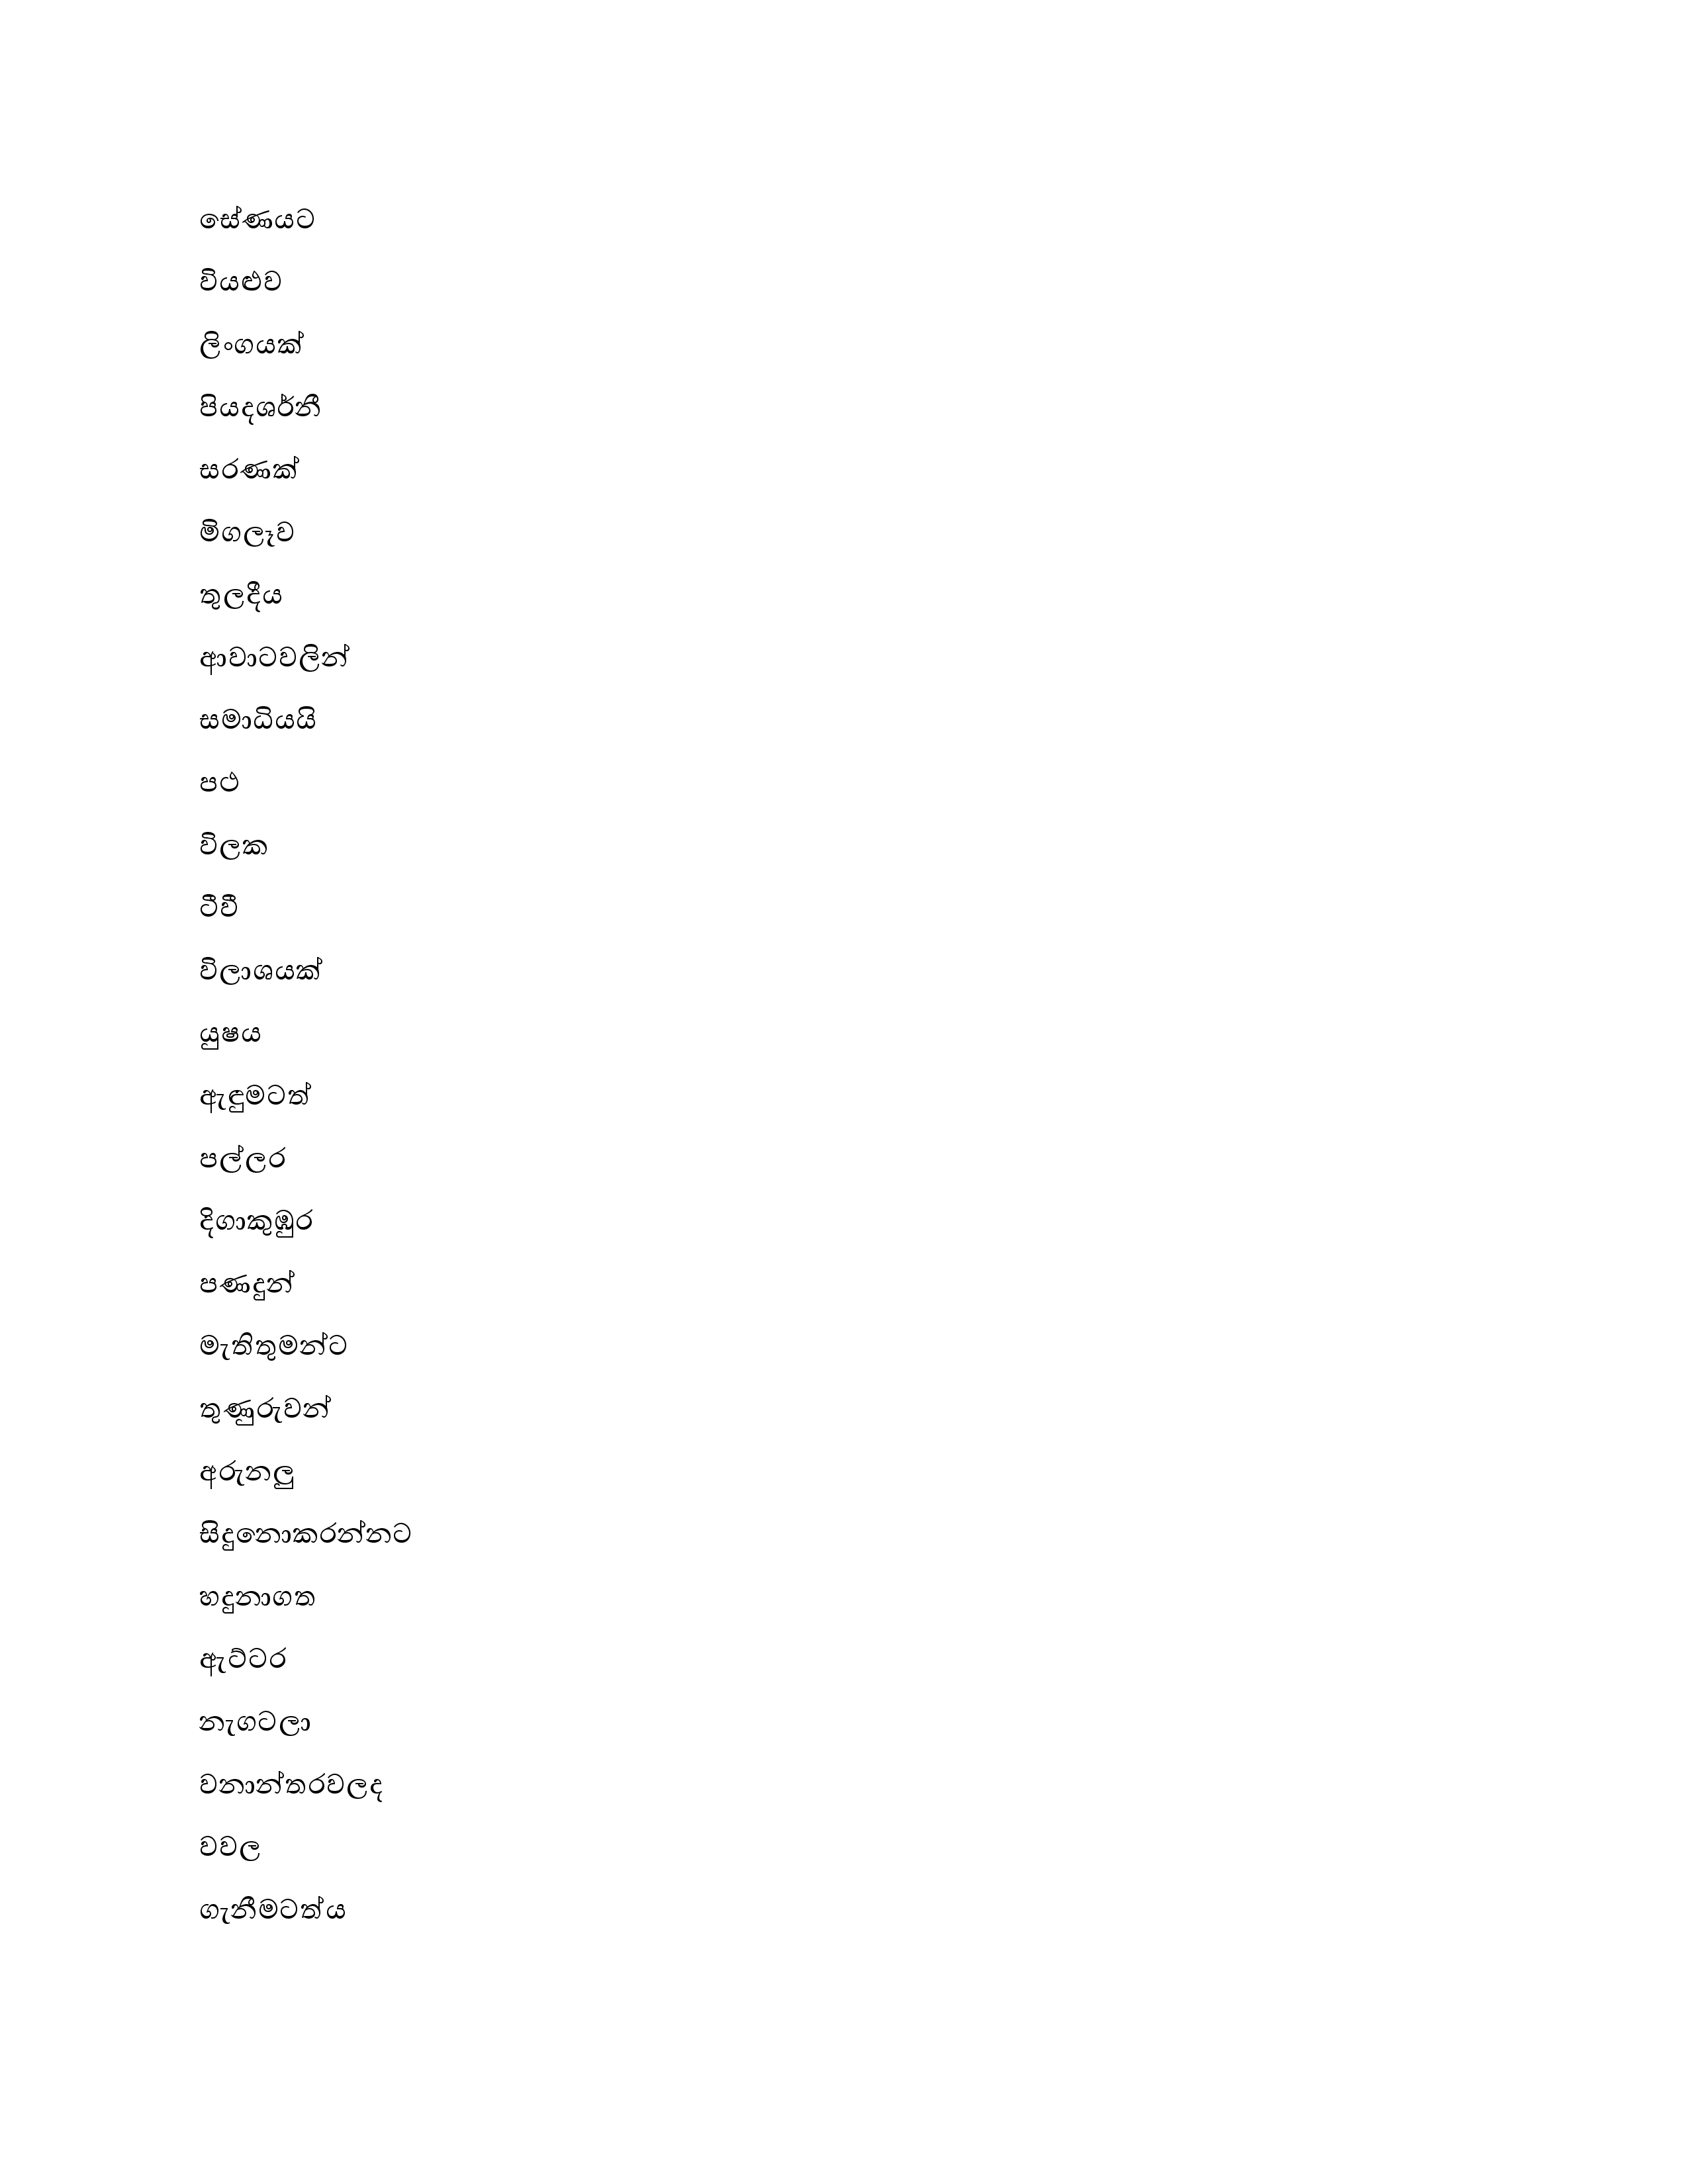 සේණයට
වියළුව
ලිංගයක්
පියදශර්නී
සරණක්
මිගලෑව
තුලදීය
ආවාටවලින්
සමාධියයි
පථ
විලක
ටීවී
විලාශයක්
යුෂය
ඇඳුමටත්
පල්ලර
දිගාකුඹුර
පණදුන්
මැතිතුමන්ට
තුණුරුවන්
අරුනලු
සිදුනොකරන්නට
හදුනාගත
ඇට්ටර
නැගටලා
වනාන්තරවලද
වවල
ගැනීමටත්ය